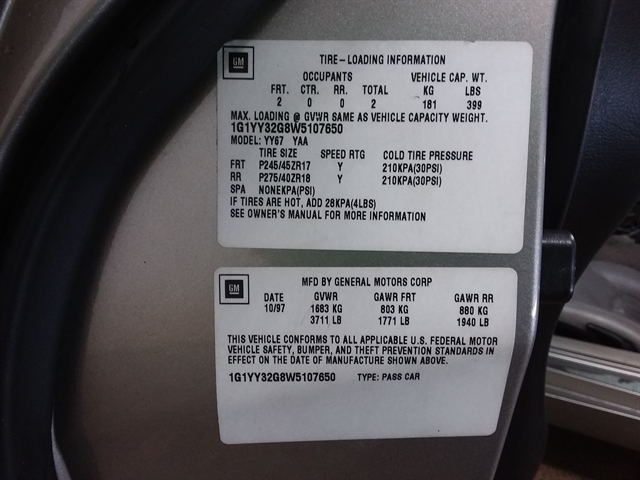 GM
TIRE-LOADING INFORMATION
OCCUPANTS VEHICLE CAP. WT.
FRT. CTR. RR. TOTAL KG LBS
2 0 0 2 181 399
MAX. LOADING @ GVWR SAME AS VEHICLE CAPACITY WEIGHT.
1G1YY32G8W5107650
MODEL: YY67 YAA
TIRE SIZE SPEED RTG COLD TIRE PRESSURE
FRT P245/45ZR17 Y 210KPA(30PSI)
RR P275/40ZR18 Y 210KPA(30PSI)
SPA NONEKPA(PSI)
IF TIRES ARE HOT, ADD 28KPA(4LBS)
SEE OWNER'S MANUAL FOR MORE INFORMATION
GM
MFD BY GENERAL MOTORS CORP
DATE GVWR GAWR FRT GAWR RR
10/97 1683 KG 803 KG 880 KG
3711 LB 1771 LB 1940 LB
THIS VEHICLE CONFORMS TO ALL APPLICABLE U.S. FEDERAL MOTOR
VEHICLE SAFETY, BUMPER, AND THEFT PREVENTION STANDARDS IN
EFFECT ON THE DATE OF MANUFACTURE SHOWN ABOVE.
1G1YY32G8W5107650 TYPE: PASS CAR